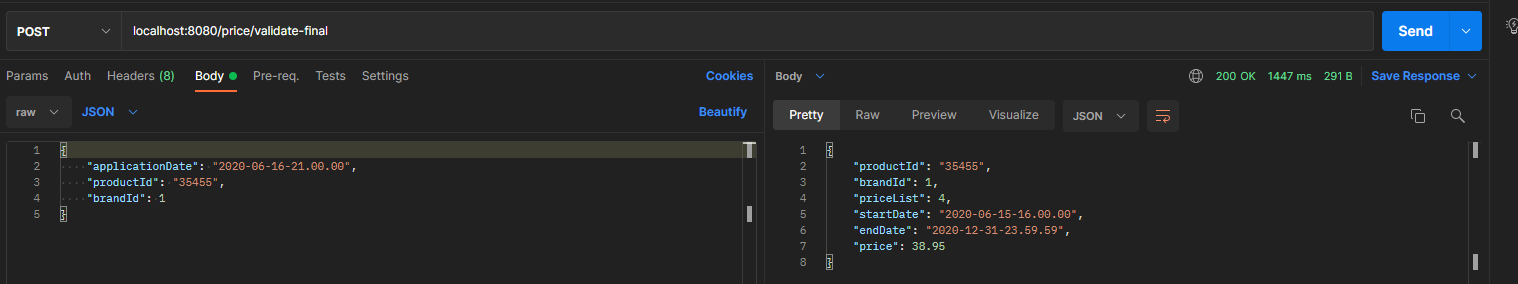 POST localhost:8080/price/validate-final Send
Params Auth Headers (8) Body Pre-req. Tests Settings Cookies
raw JSON Beautify
1 {
2 "applicationDate": "2020-06-16-21.00.00",
3 "productId": "35455",
4 "brandId": 1
5 }
Body 200 OK 1447 ms 291 B Save Response
Pretty Raw Preview Visualize JSON
1 {
2 "productId": "35455",
3 "brandId": 1,
4 "priceList": 4,
5 "startDate": "2020-06-15-16.00.00",
6 "endDate": "2020-12-31-23.59.59",
7 "price": 38.95
8 }